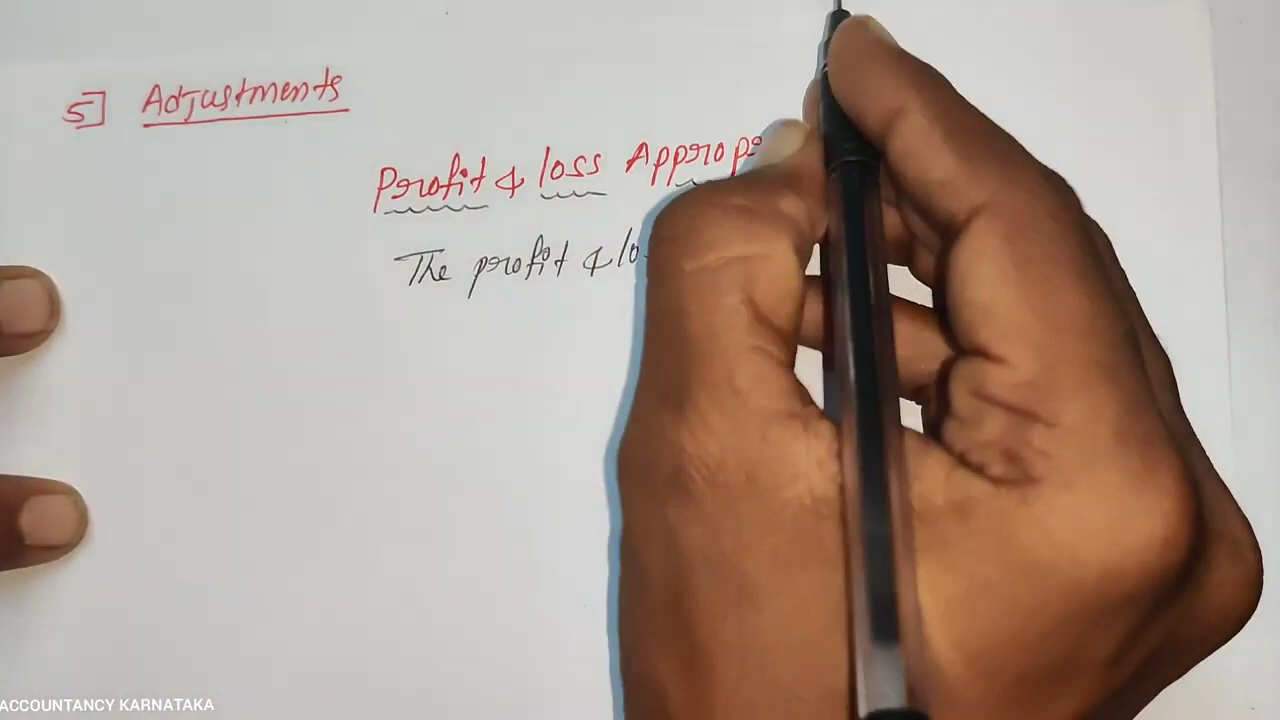 5] Adjustments
Profit & loss
The profit &
ACCOUNTANCY KARNATAKA